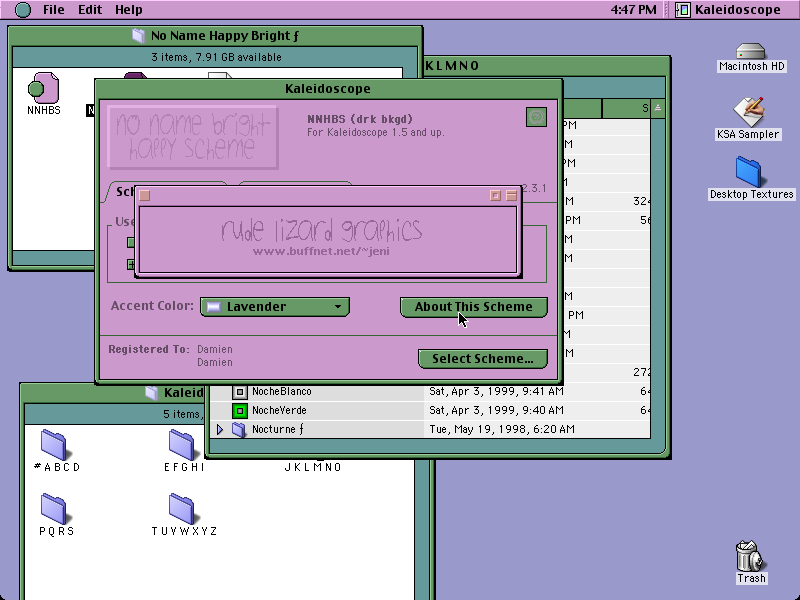 File Edit Help
4:47 PM Kaleidoscope
No Name Happy Bright ƒ
3 items, 7.91 GB available
NNHBS
KLMNO
Macintosh HD
KSA Sampler
Desktop Textures
Trash
Kaleidoscope
no name bright
happy scheme
NNHBS (drk bkgd)
For Kaleidoscope 1.5 and up.
Sch
2.3.1
Use
rude lizard graphics
www.buffnet.net/~jeni
Accent Color: Lavender
About This Scheme
Registered To: Damien
Damien
Select Scheme...
S
PM
M
PM
M
M 324
PM 56
M
M
M
PM
M
M
272
NocheBlanco Sat, Apr 3, 1999, 9:41 AM 64
NocheVerde Sat, Apr 3, 1999, 9:40 AM 64
Nocturne ƒ Tue, May 19, 1998, 6:20 AM
Kaleid
5 items,
#ABCD
EFGHI
JKLMNO
PQRS
TUVWXYZ